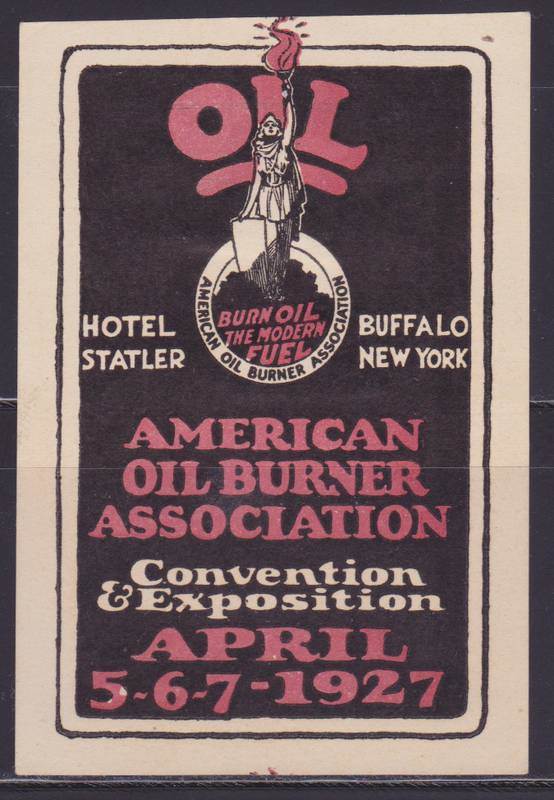 OIL
BURN OIL
THE MODERN
FUEL
AMERICAN OIL BURNER ASSOCIATION
HOTEL
STATLER
BUFFALO
NEW YORK
AMERICAN
OIL BURNER
ASSOCIATION
Convention
& Exposition
APRIL
5-6-7-1927